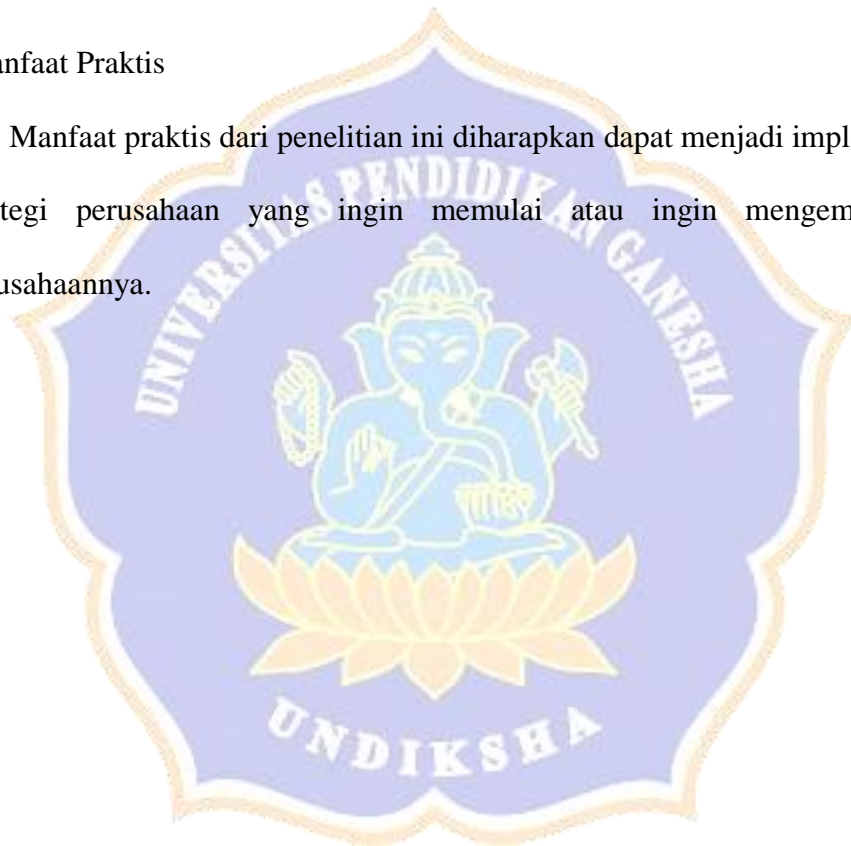 anfaat Praktis
Manfaat praktis dari penelitian ini diharapkan dapat menjadi impl
tegi perusahaan yang ingin memulai atau ingin mengem
usahaannya.
UNIVERSITAS PENDIDIKAN GANESHA
UNDIKSHA